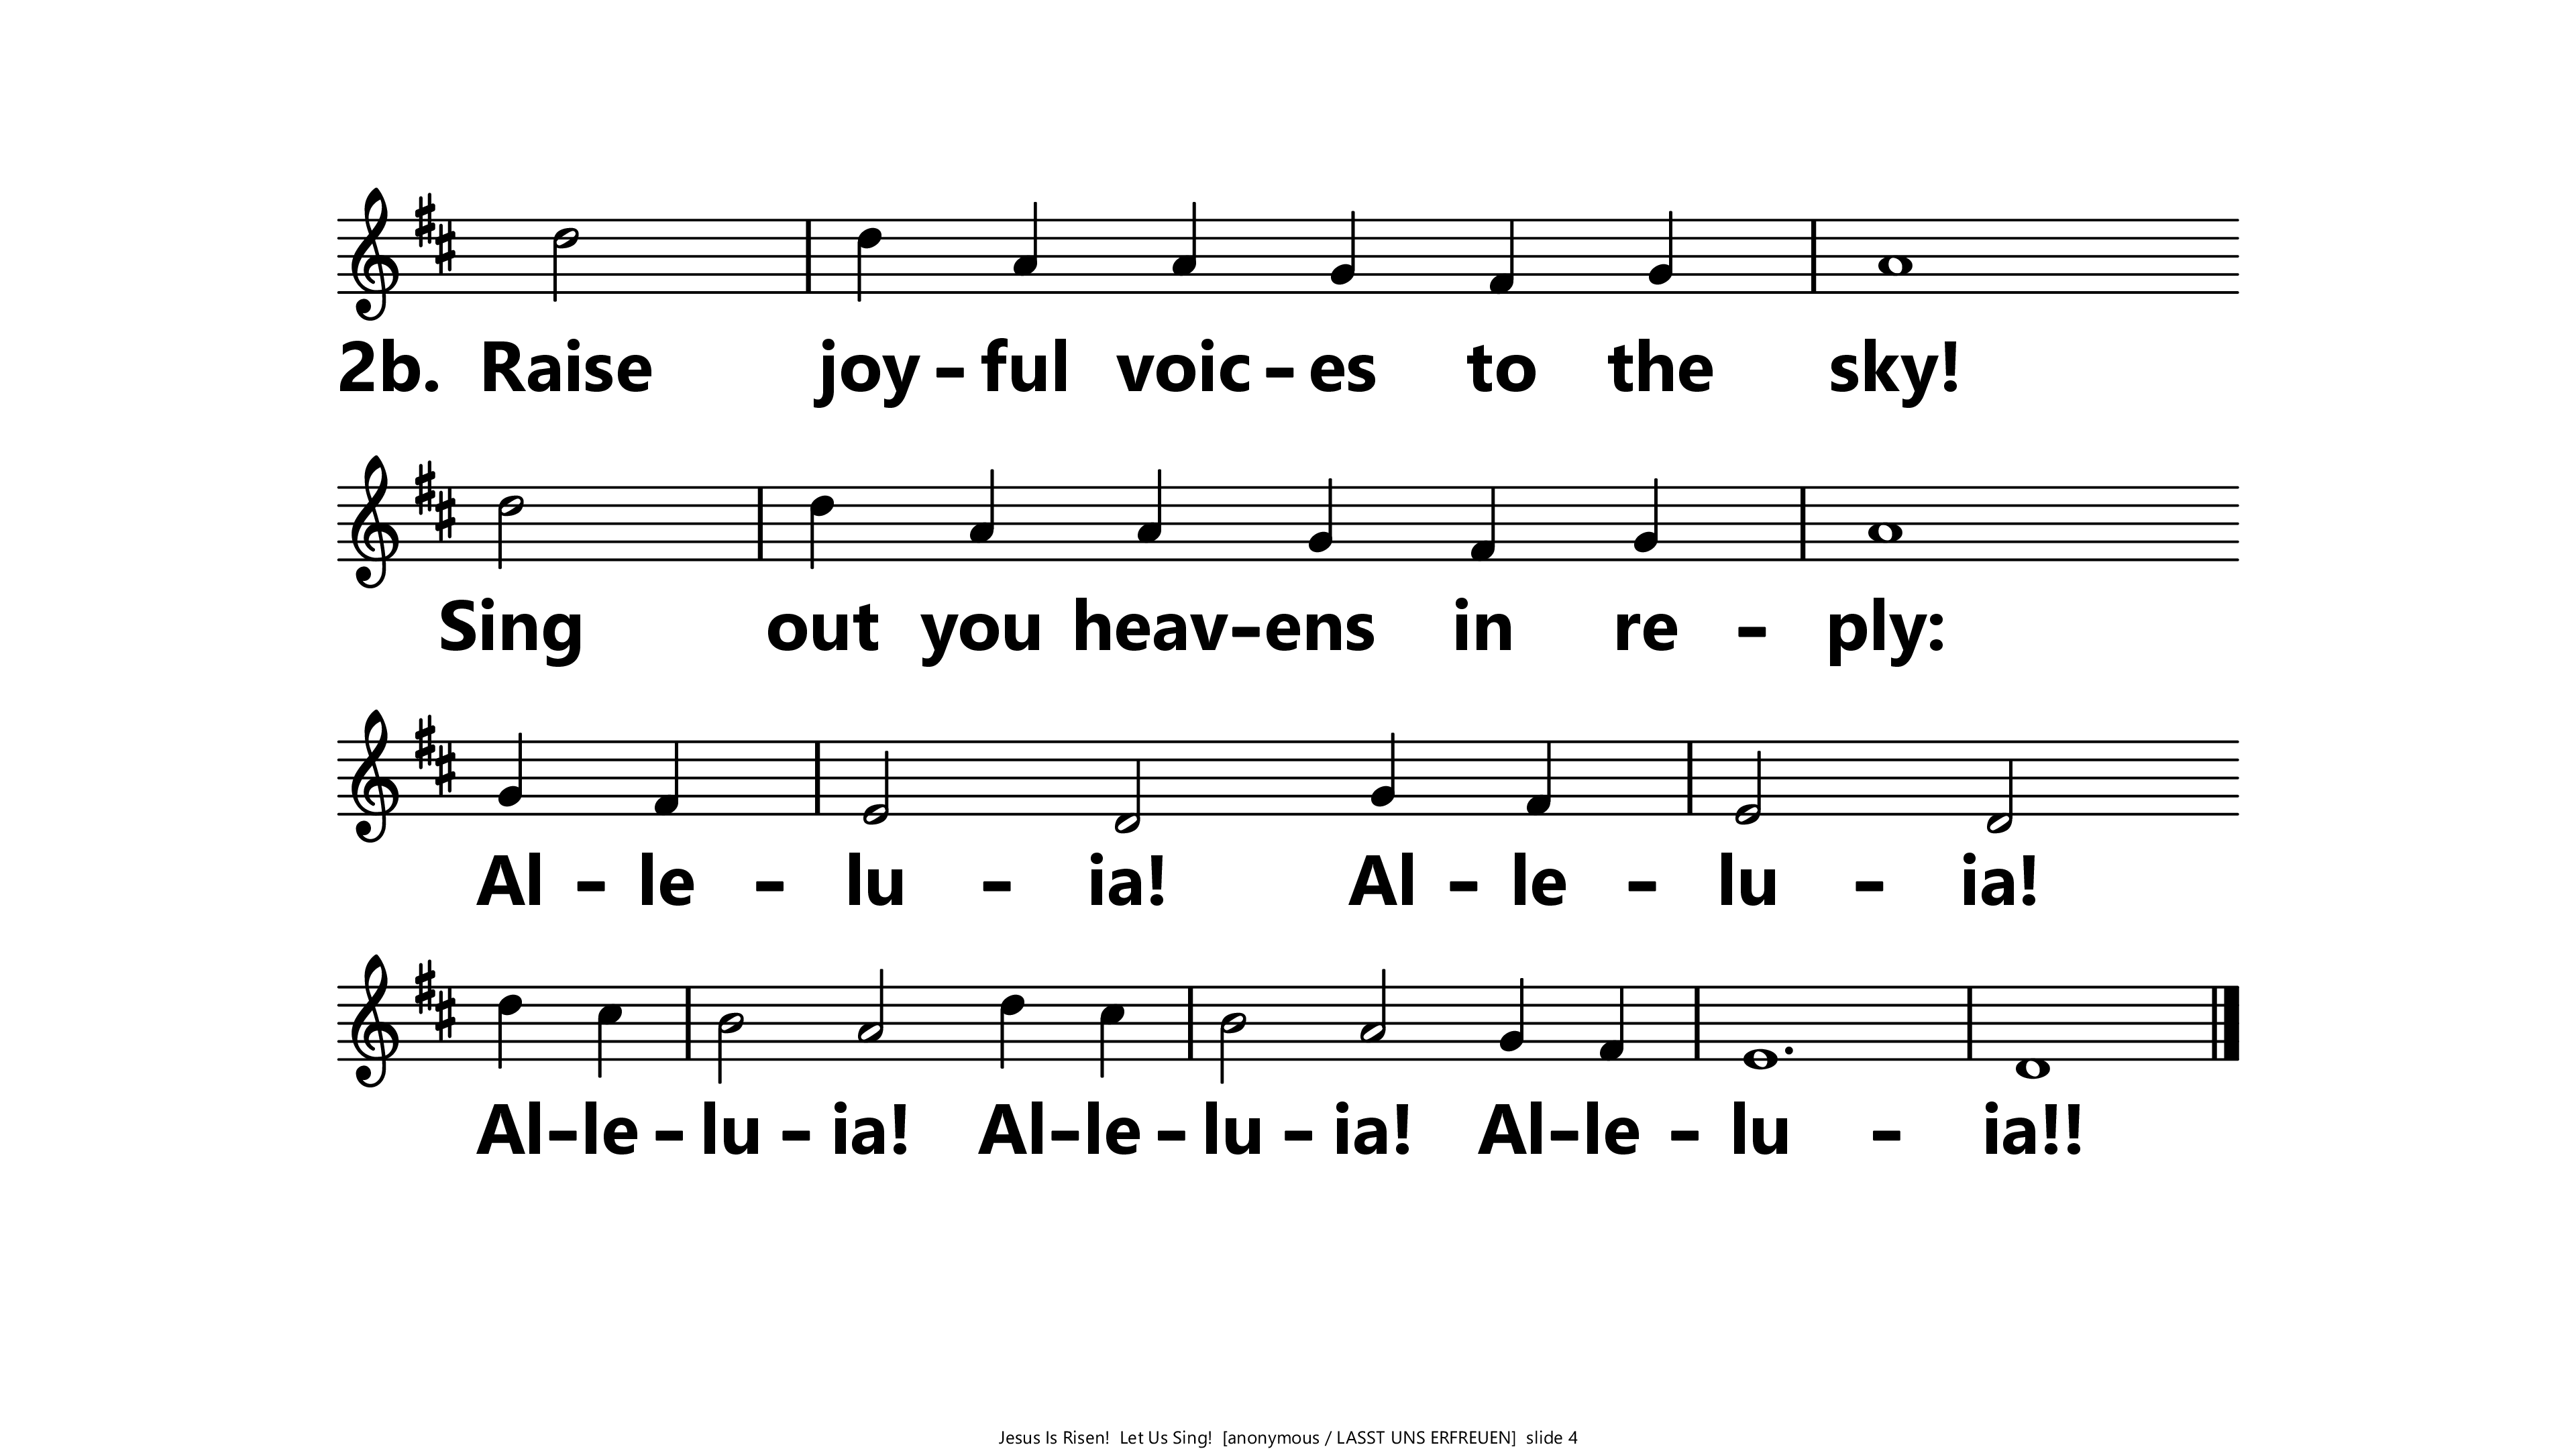 2b. Raise joy - ful voic - es to the sky!
Sing out you heav-ens in re - ply:
Al - le - lu - ia! Al - le - lu - ia!
Al-le - lu - ia! Al-le - lu - ia! Al-le - lu - ia!!
Jesus Is Risen! Let Us Sing! [anonymous / LASST UNS ERFREUEN] slide 4